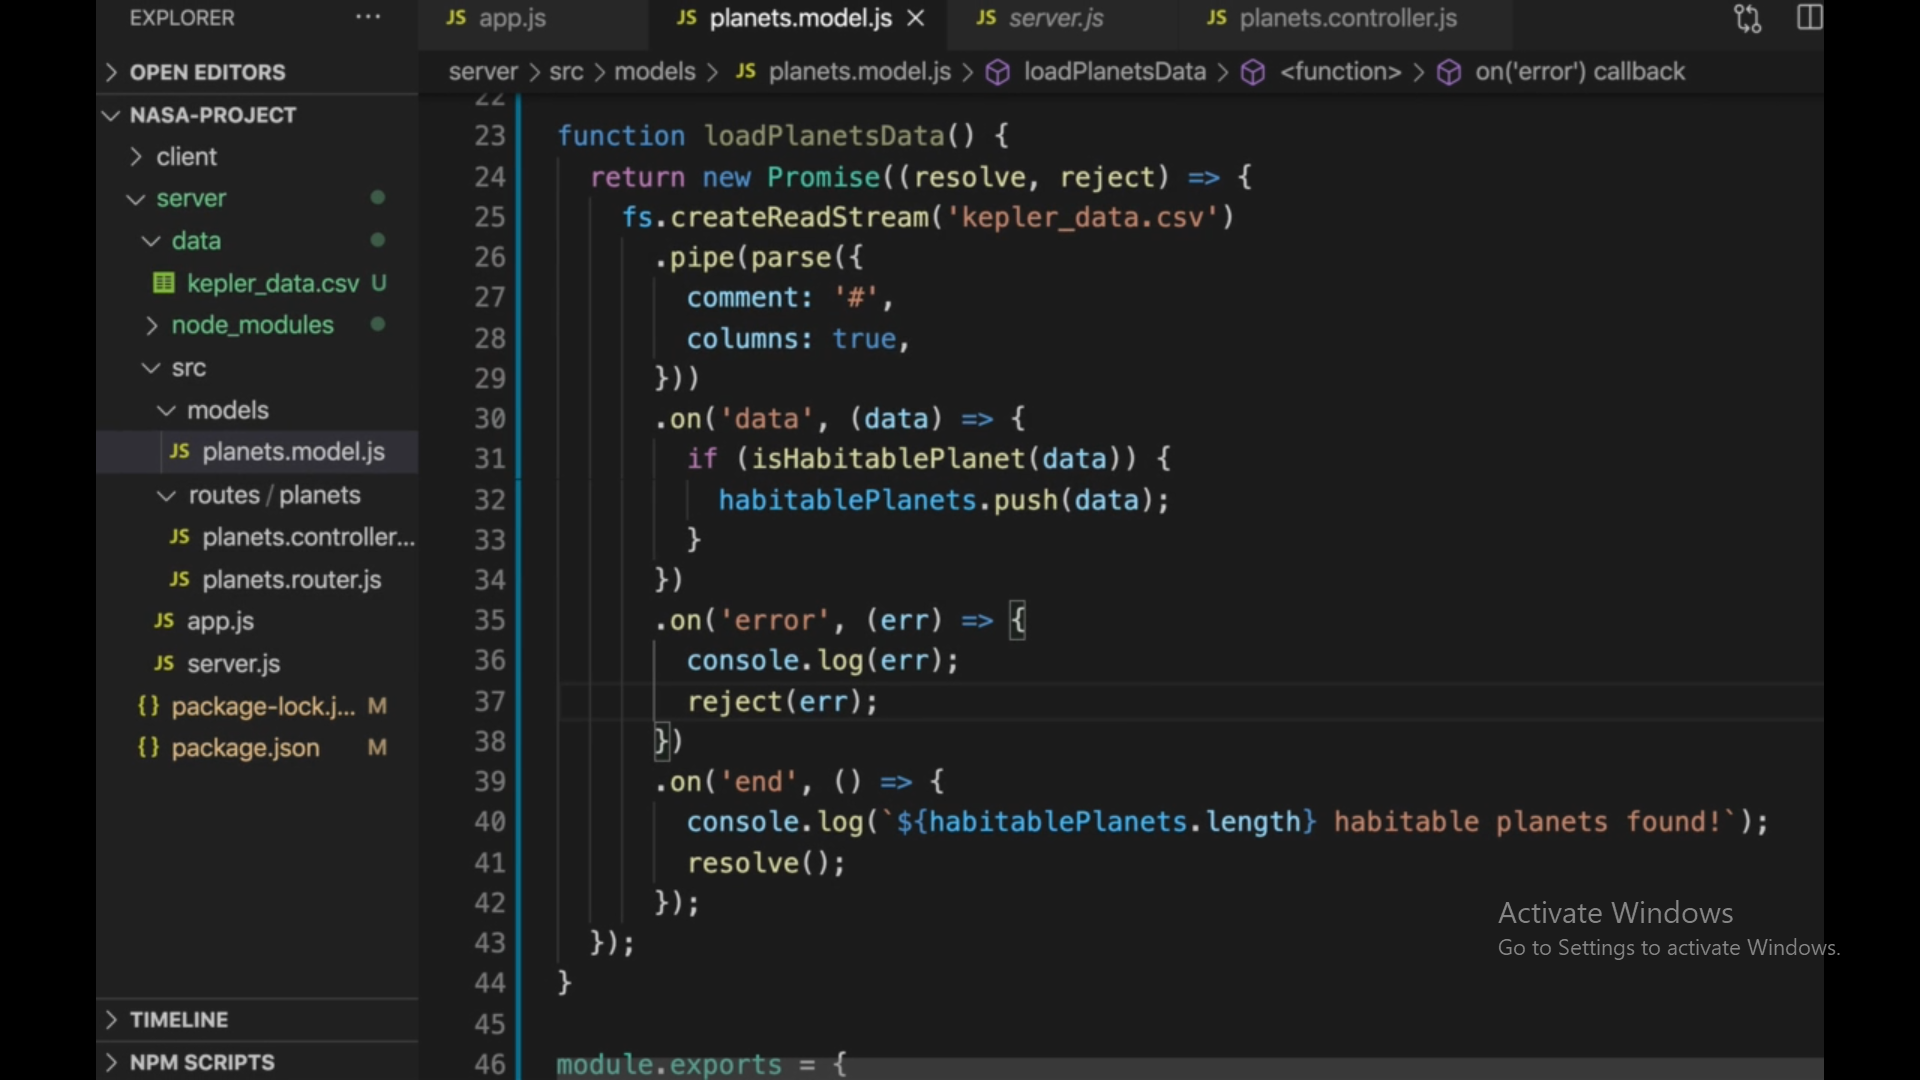 EXPLORER ...
OPEN EDITORS
NASA-PROJECT
client
server
data
kepler_data.csv U
node_modules
src
models
JS planets.model.js
routes / planets
JS planets.controller...
JS planets.router.js
JS app.js
JS server.js
{} package-lock.j... M
{} package.json M
TIMELINE
NPM SCRIPTS
JS app.js JS planets.model.js × JS server.js JS planets.controller.js
server > src > models > JS planets.model.js > loadPlanetsData > <function> > on('error') callback
22
23 function loadPlanetsData() {
24 return new Promise((resolve, reject) => {
25 fs.createReadStream('kepler_data.csv')
26 .pipe(parse({
27 comment: '#',
28 columns: true,
29 }))
30 .on('data', (data) => {
31 if (isHabitablePlanet(data)) {
32 habitablePlanets.push(data);
33 }
34 })
35 .on('error', (err) => {
36 console.log(err);
37 reject(err);
38 })
39 .on('end', () => {
40 console.log(`${habitablePlanets.length} habitable planets found!`);
41 resolve();
42 });
43 });
44 }
45
46 module.exports = {
Activate Windows
Go to Settings to activate Windows.